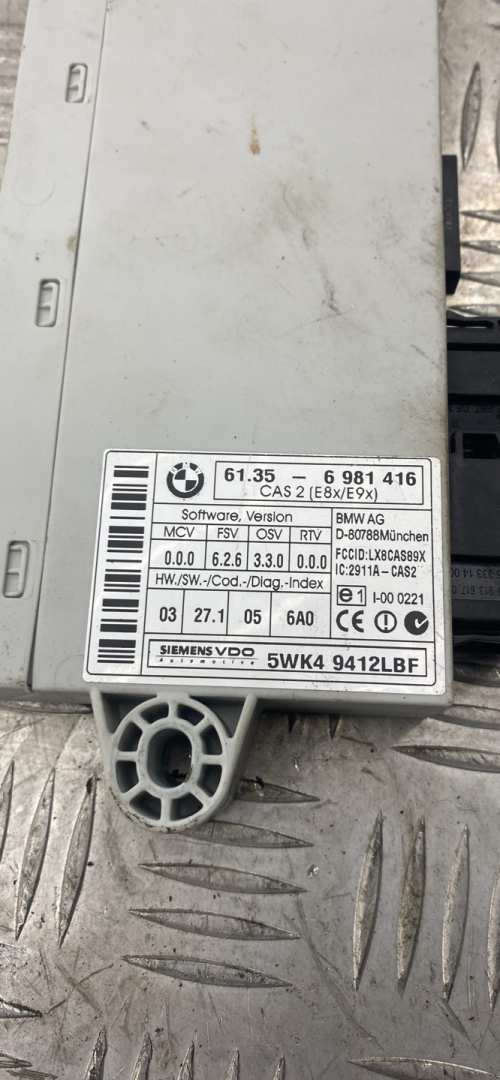 BMW
61.35 – 6 981 416
CAS 2 (E8x/E9x)
Software, Version
MCV FSV OSV RTV
0.0.0 6.2.6 3.3.0 0.0.0
HW./SW.-/Cod.-/Diag.-Index
03 27.1 05 6A0
BMW AG
D-80788München
FCCID:LX8CAS89X
IC:2911A-CAS2
e1 I-00 0221
CE
SIEMENS VDO
Automotive
5WK4 9412LBF